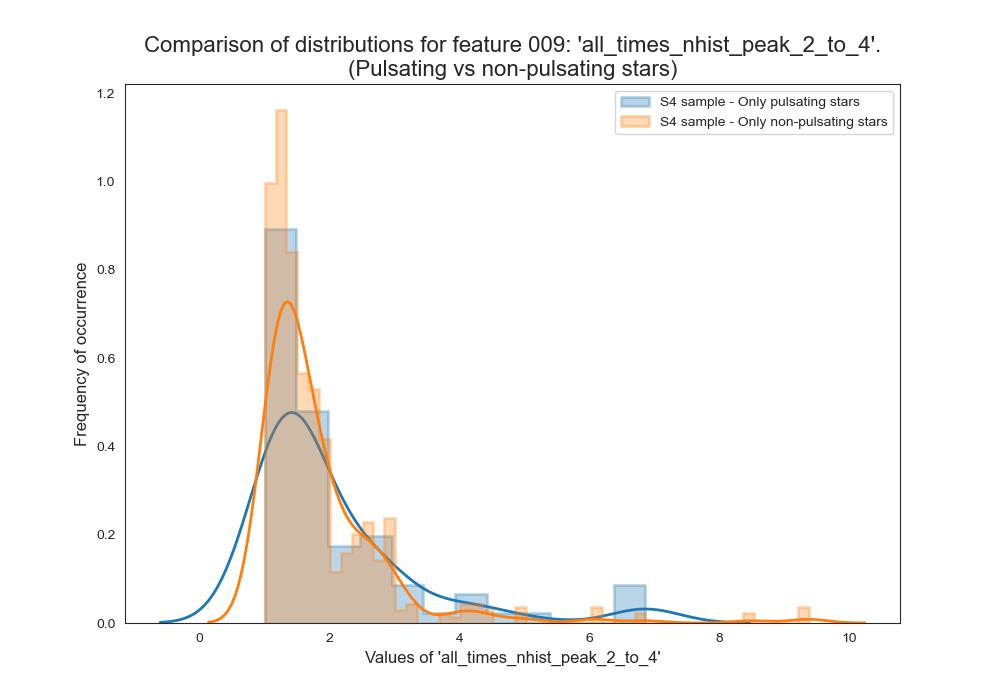 Comparison of distributions for feature 009: 'all_times_nhist_peak_2_to_4'.
(Pulsating vs non-pulsating stars)
S4 sample - Only pulsating stars
S4 sample - Only non-pulsating stars
Frequency of occurrence
1.2
1.0
0.8
0.6
0.4
0.2
0.0
0
2
4
6
8
10
Values of 'all_times_nhist_peak_2_to_4'